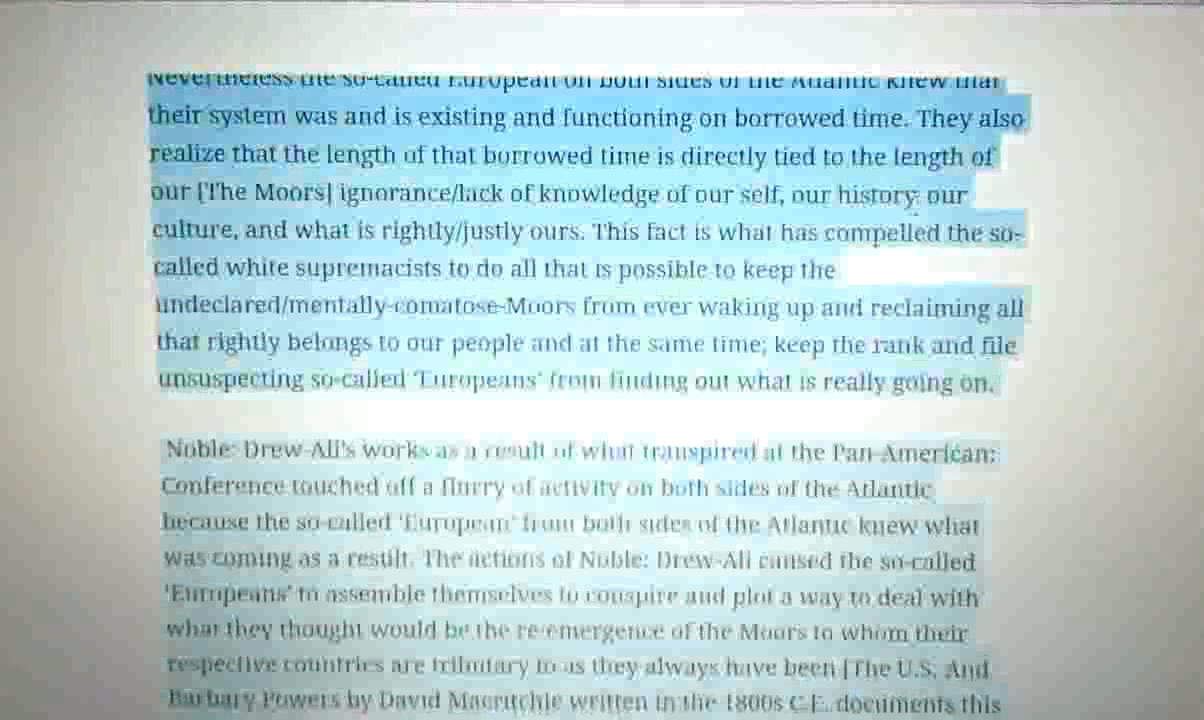 Nevertheless the so-called European on both sides of the Atlantic knew that
their system was and is existing and functioning on borrowed time. They also
realize that the length of that borrowed time is directly tied to the length of
our [The Moors] ignorance/lack of knowledge of our self, our history, our
culture, and what is rightly/justly ours. This fact is what has compelled the so-
called white supremacists to do all that is possible to keep the
undeclared/mentally-comatose-Moors from ever waking up and reclaiming all
that rightly belongs to our people and at the same time; keep the rank and file
unsuspecting so-called 'Europeans' from finding out what is really going on.
Noble: Drew-Ali's works as a result of what transpired at the Pan-American:
Conference touched off a flurry of activity on both sides of the Atlantic
because the so-called 'European' from both sides of the Atlantic knew what
was coming as a result. The actions of Noble: Drew-Ali caused the so-called
'Europeans' to assemble themselves to conspire and plot a way to deal with
what they thought would be the re-emergence of the Moors to whom their
respective countries are tributary to as they always have been [The U.S. And
Barbary Powers by David Macritchie written in the 1800s C.E. documents this